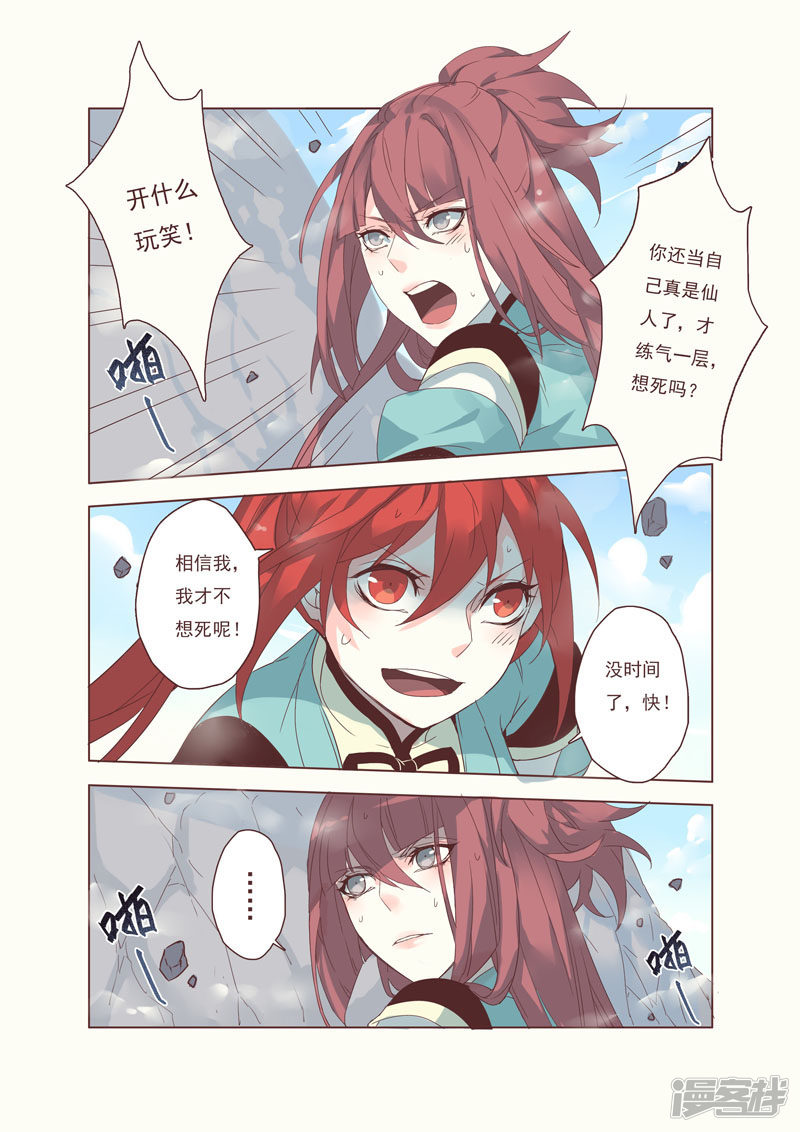 开什么
玩笑！
你还当自
己真是仙
人了，才
练气一层，
想死吗？
啪
相信我，
我才不
想死呢！
没时间
了，快！
……
啪
啪
漫客栈